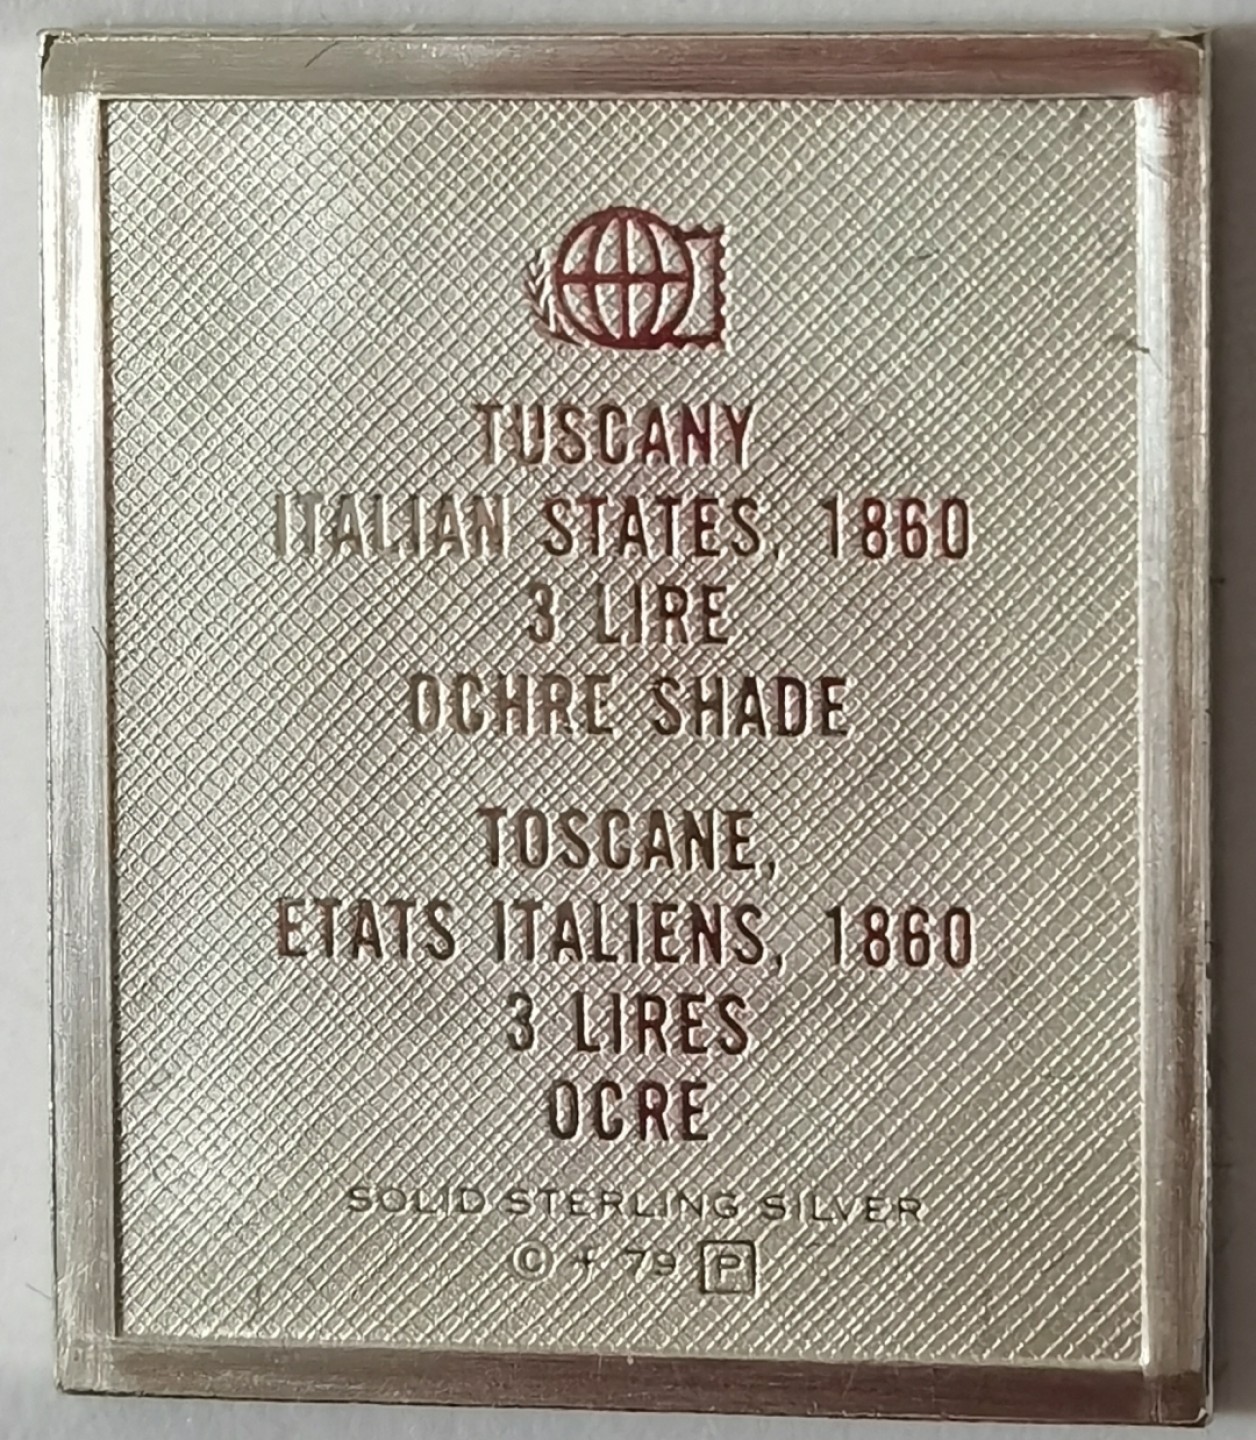 TUSCANY
ITALIAN STATES, 1860
3 LIRE
OCHRE SHADE
TOSCANE,
ETATS ITALIENS, 1860
3 LIRES
OCRE
SOLID STERLING SILVER
© f 79 P